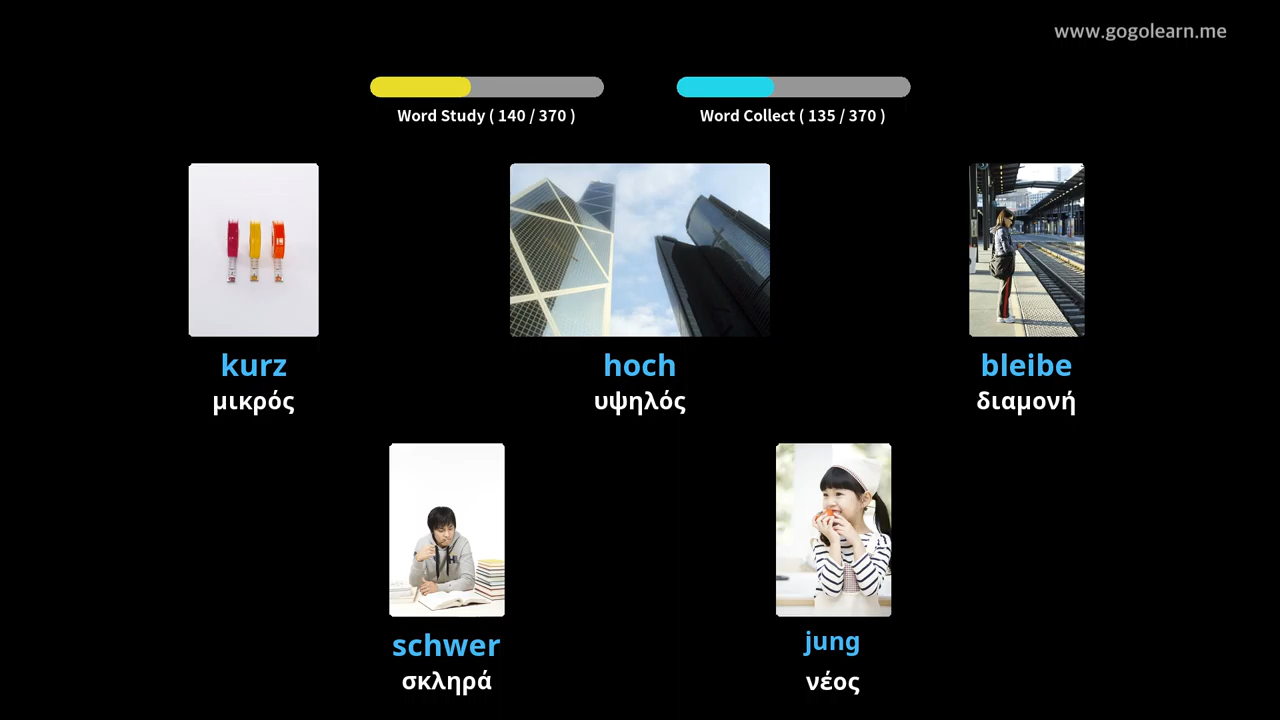 www.gogolearn.me
Word Study ( 140 / 370 )
Word Collect ( 135 / 370 )
kurz
μικρός
hoch
υψηλός
bleibe
διαμονή
schwer
σκληρά
jung
νέος